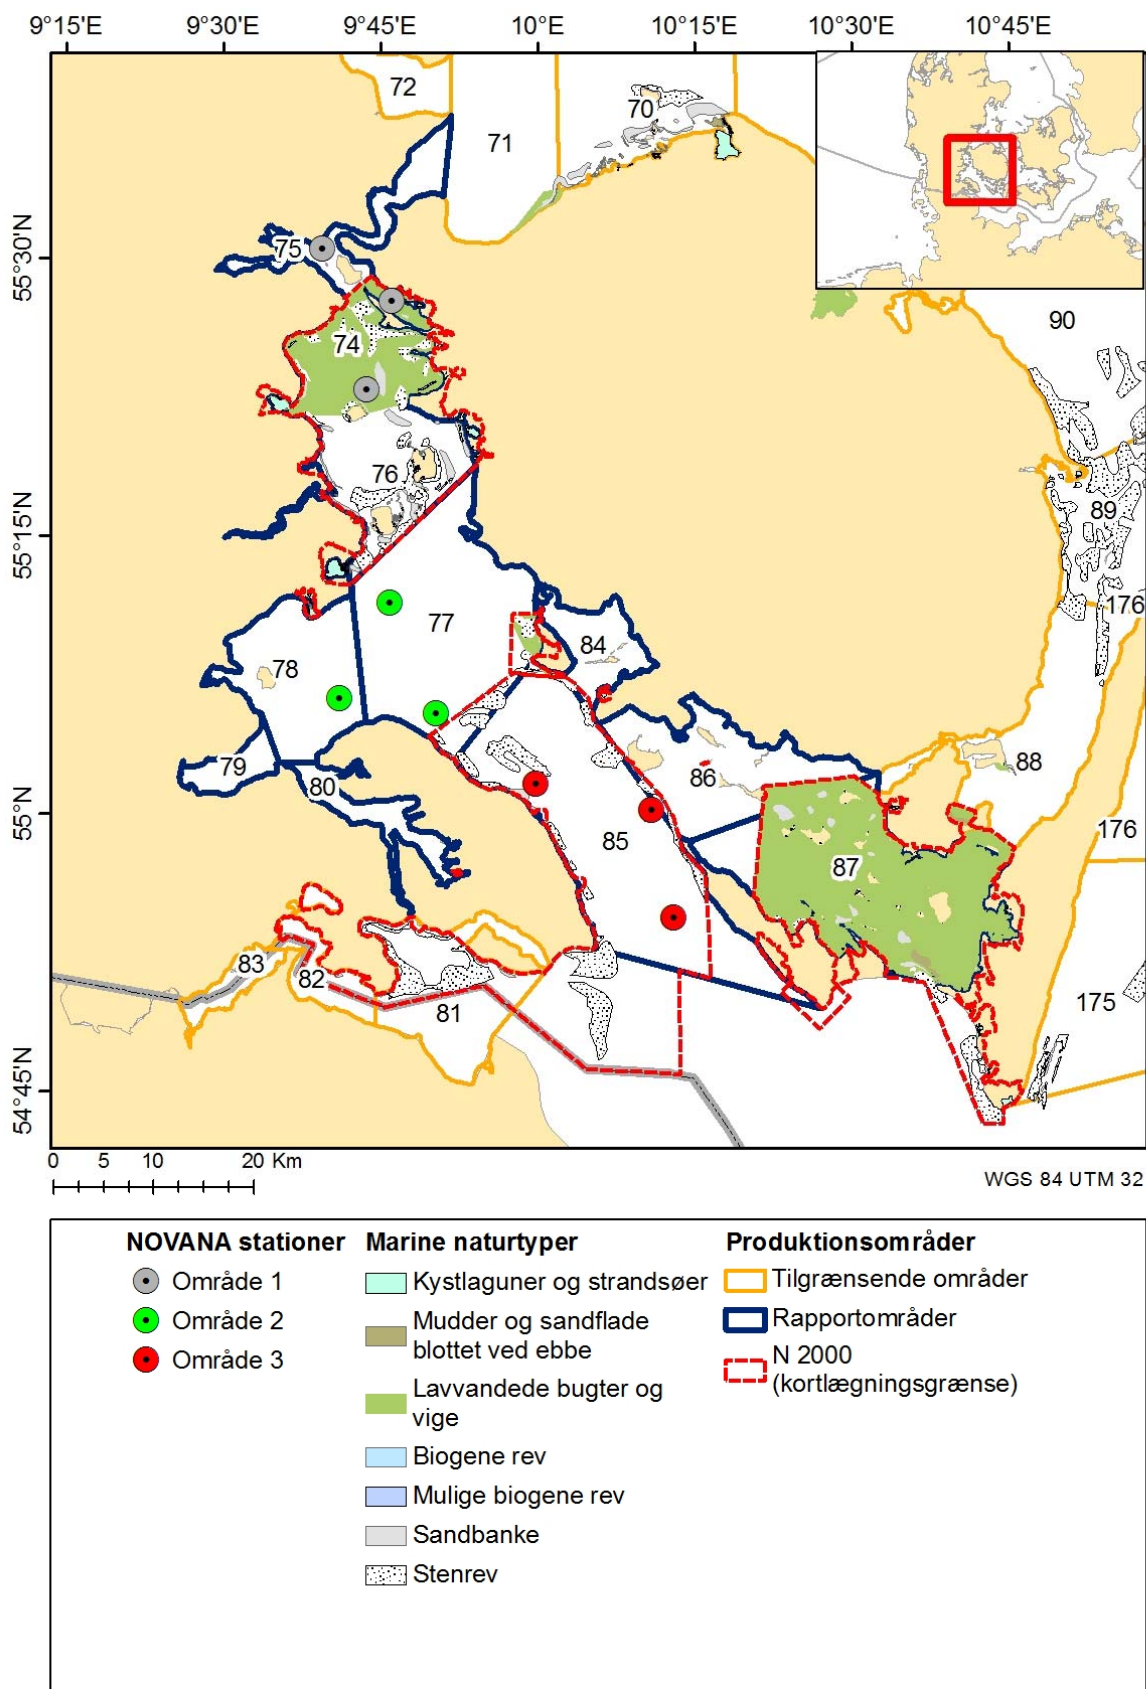 9°15'E 9°30'E 9°45'E 10°E 10°15'E 10°30'E 10°45'E
72
70
71
75
55°30'N
90
74
76
89
55°15'N
176
77
84
78
88
79
86
80
55°N
176
85
87
83
82
175
81
54°45'N
0 5 10 20 Km
WGS 84 UTM 32
NOVANA stationer
Område 1
Område 2
Område 3
Marine naturtyper
Kystlaguner og strandsøer
Mudder og sandflade
blottet ved ebbe
Lavvandede bugter og
vige
Biogene rev
Mulige biogene rev
Sandbanke
Stenrev
Produktionsområder
Tilgrænsende områder
Rapportområder
N 2000
(kortlægningsgrænse)